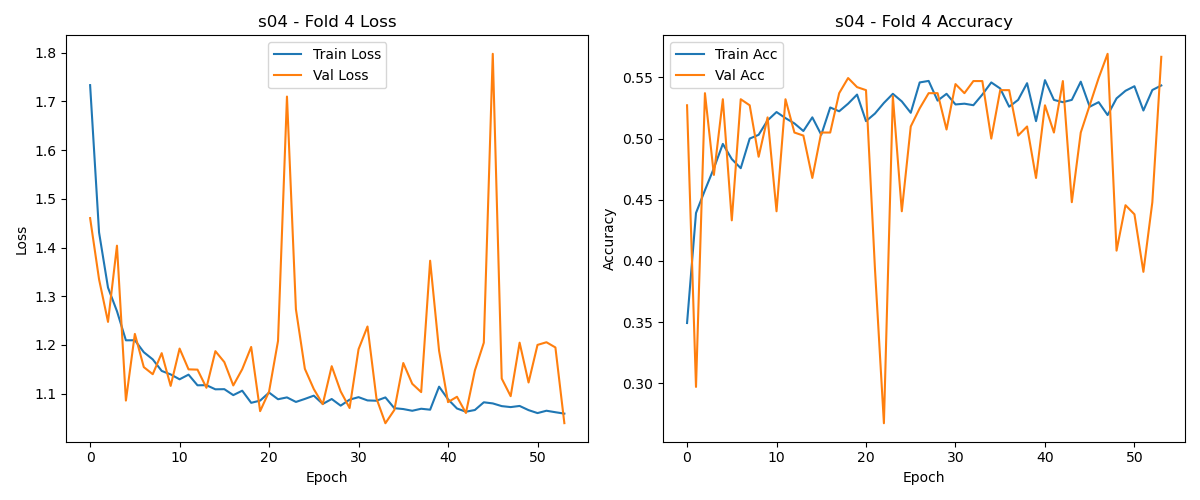 s04 - Fold 4 Loss
Train Loss
Val Loss
1.8
1.7
1.6
1.5
1.4
1.3
1.2
1.1
Loss
0
10
20
30
40
50
Epoch
s04 - Fold 4 Accuracy
Train Acc
Val Acc
0.55
0.50
0.45
0.40
0.35
0.30
Accuracy
0
10
20
30
40
50
Epoch